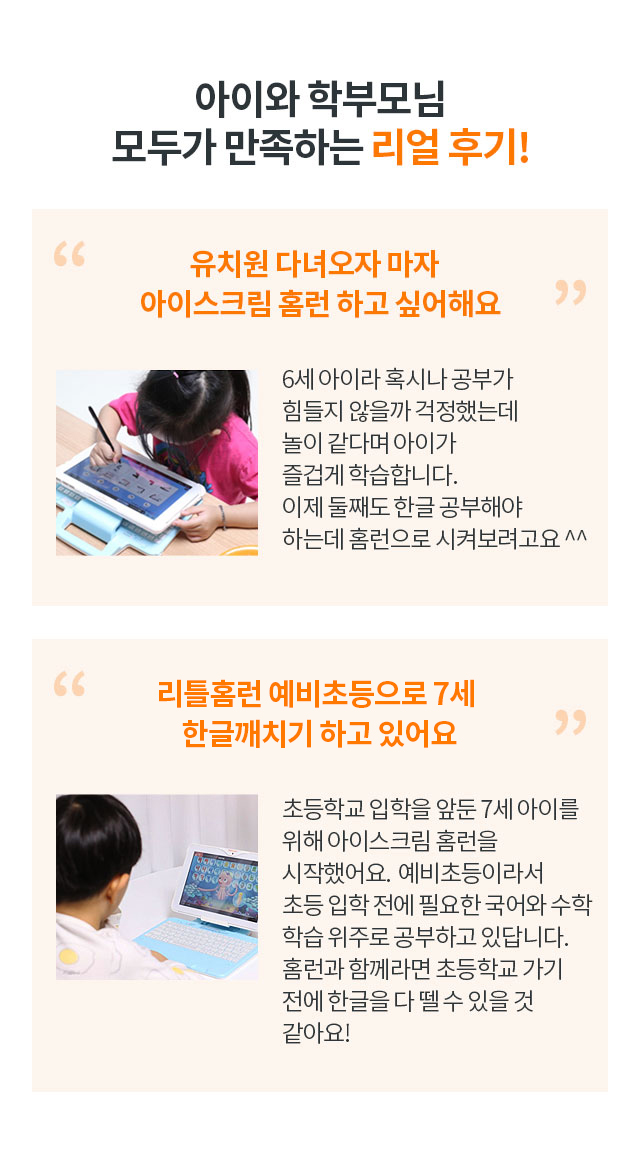 아이와 학부모님
모두가 만족하는 리얼 후기!
“
유치원 다녀오자 마자
아이스크림 홈런 하고 싶어해요
”
6세 아이라 혹시나 공부가
힘들지 않을까 걱정했는데
놀이 같다며 아이가
즐겁게 학습합니다.
이제 둘째도 한글 공부해야
하는데 홈런으로 시켜보려고요 ^^
“
리틀홈런 예비초등으로 7세
한글깨치기 하고 있어요
”
초등학교 입학을 앞둔 7세 아이를
위해 아이스크림 홈런을
시작했어요. 예비초등이라서
초등 입학 전에 필요한 국어와 수학
학습 위주로 공부하고 있답니다.
홈런과 함께라면 초등학교 가기
전에 한글을 다 뗄 수 있을 것
같아요!